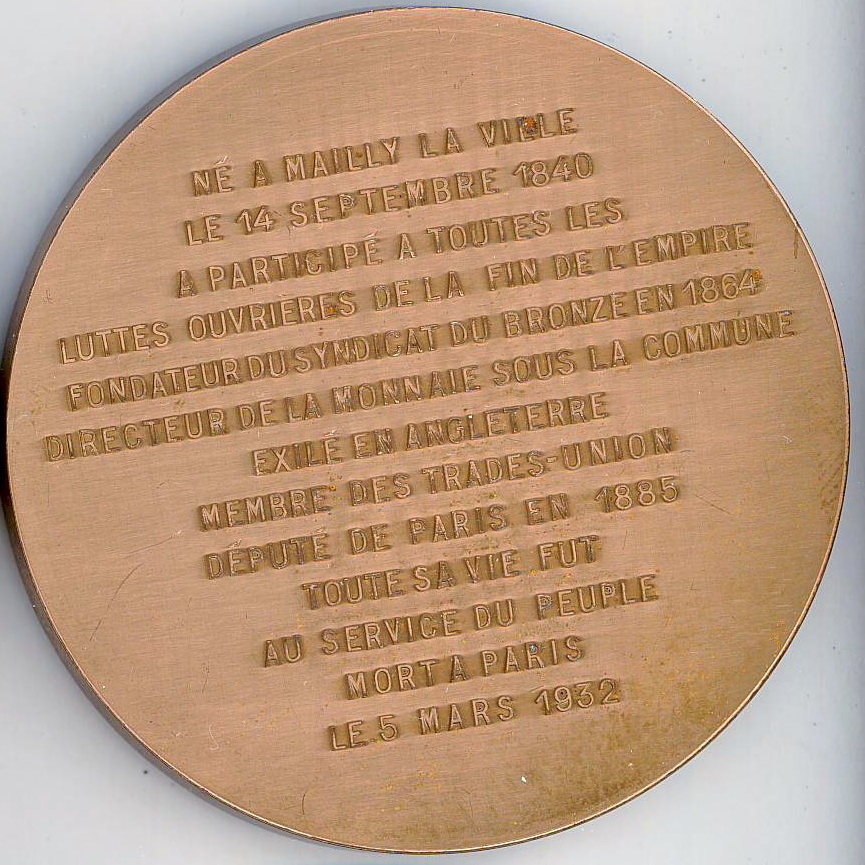 NÉ A MAILLY LA VILLE
LE 14 SEPTEMBRE 1840
A PARTICIPÉ A TOUTES LES
LUTTES OUVRIÈRES DE LA FIN DE L'EMPIRE
FONDATEUR DU SYNDICAT DU BRONZE EN 1864
DIRECTEUR DE LA MONNAIE SOUS LA COMMUNE
EXILÉ EN ANGLETERRE
MEMBRE DES TRADES-UNION
DÉPUTÉ DE PARIS EN 1885
TOUTE SA VIE FUT
AU SERVICE DU PEUPLE
MORT A PARIS
LE 5 MARS 1932